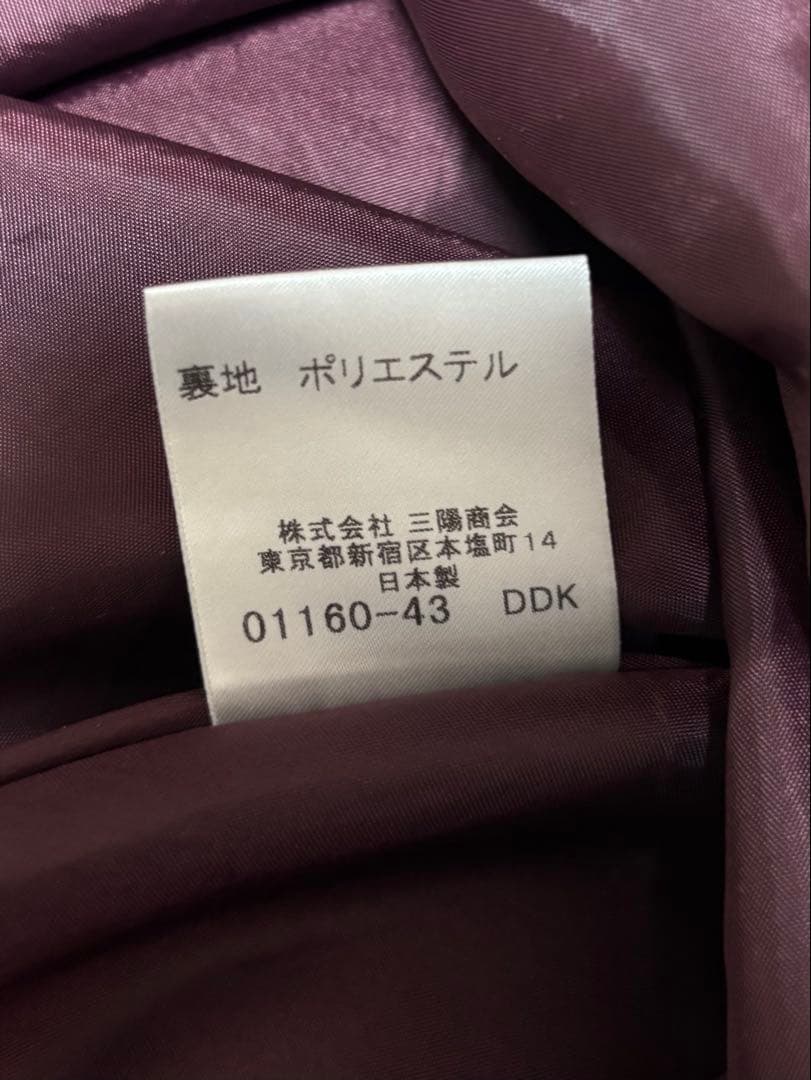 裏地 ポリエステル
株式会社 三陽商会
東京都新宿区本塩町14
日本製
01160-43 DDK